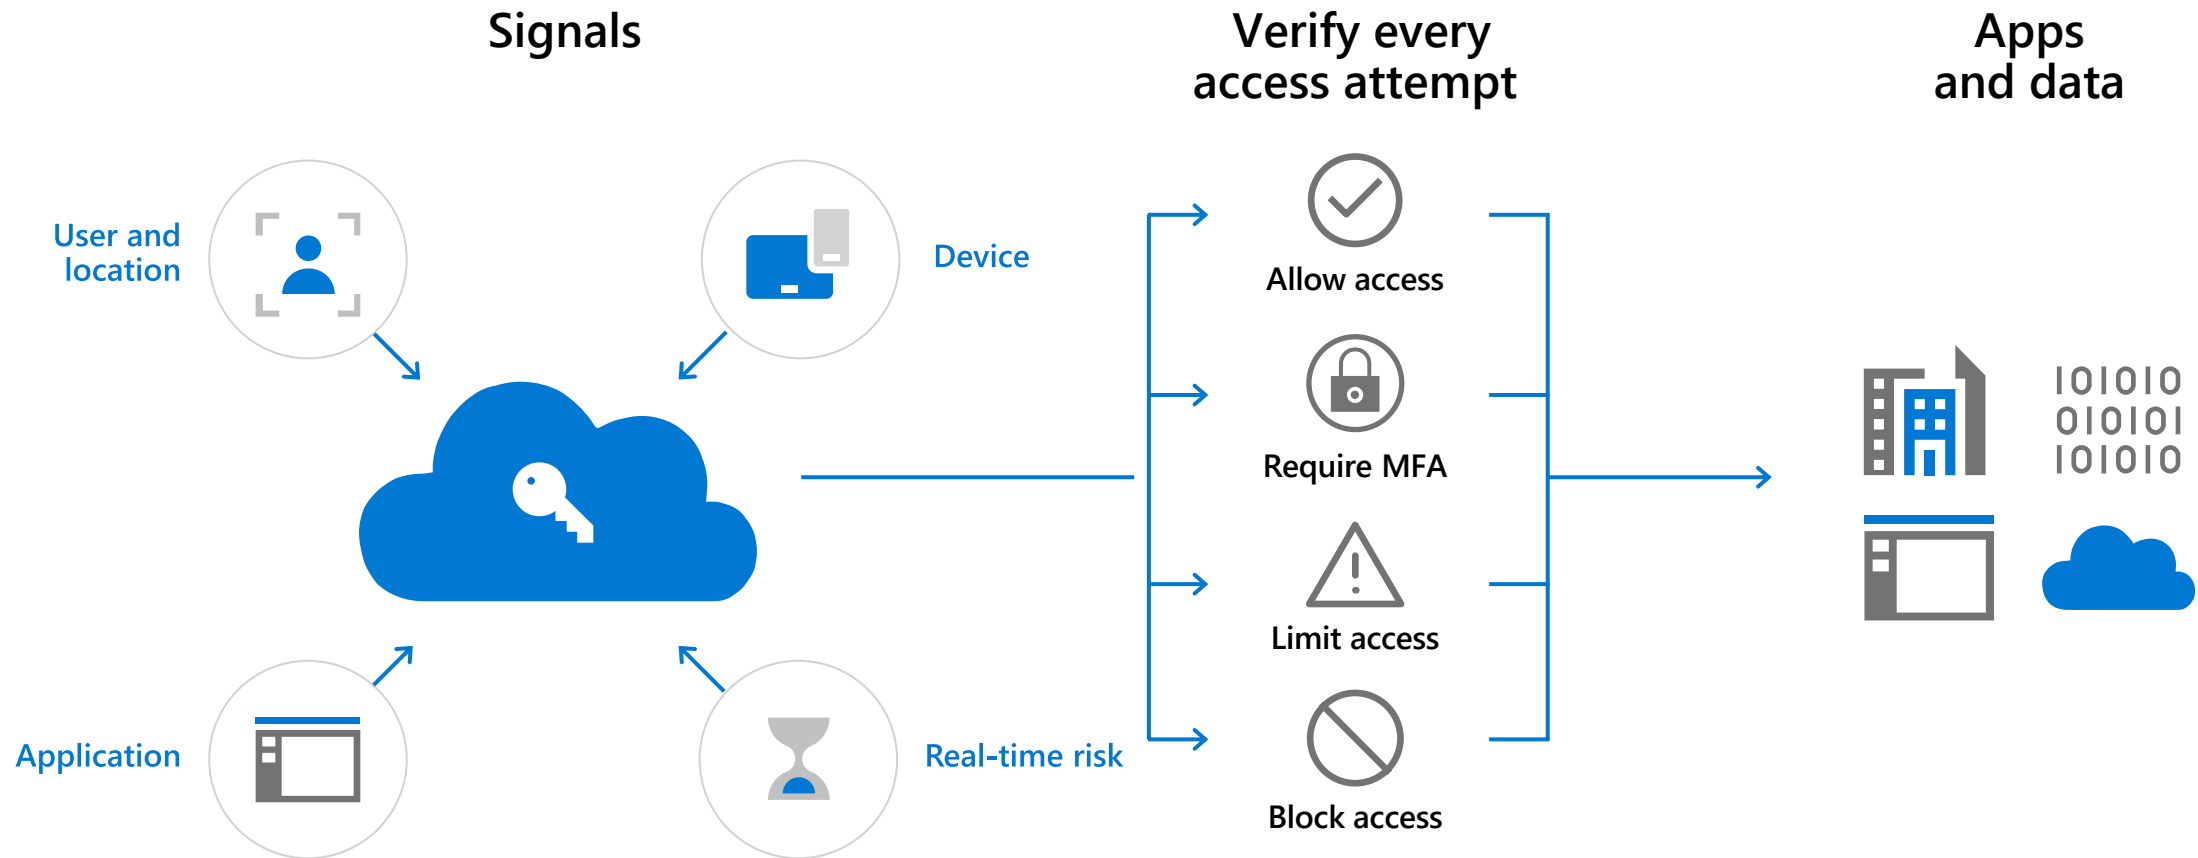 Signals
Verify every
access attempt
Apps
and data
User and
location
Device
Application
Real-time risk
Allow access
Require MFA
Limit access
Block access
101010
010101
101010